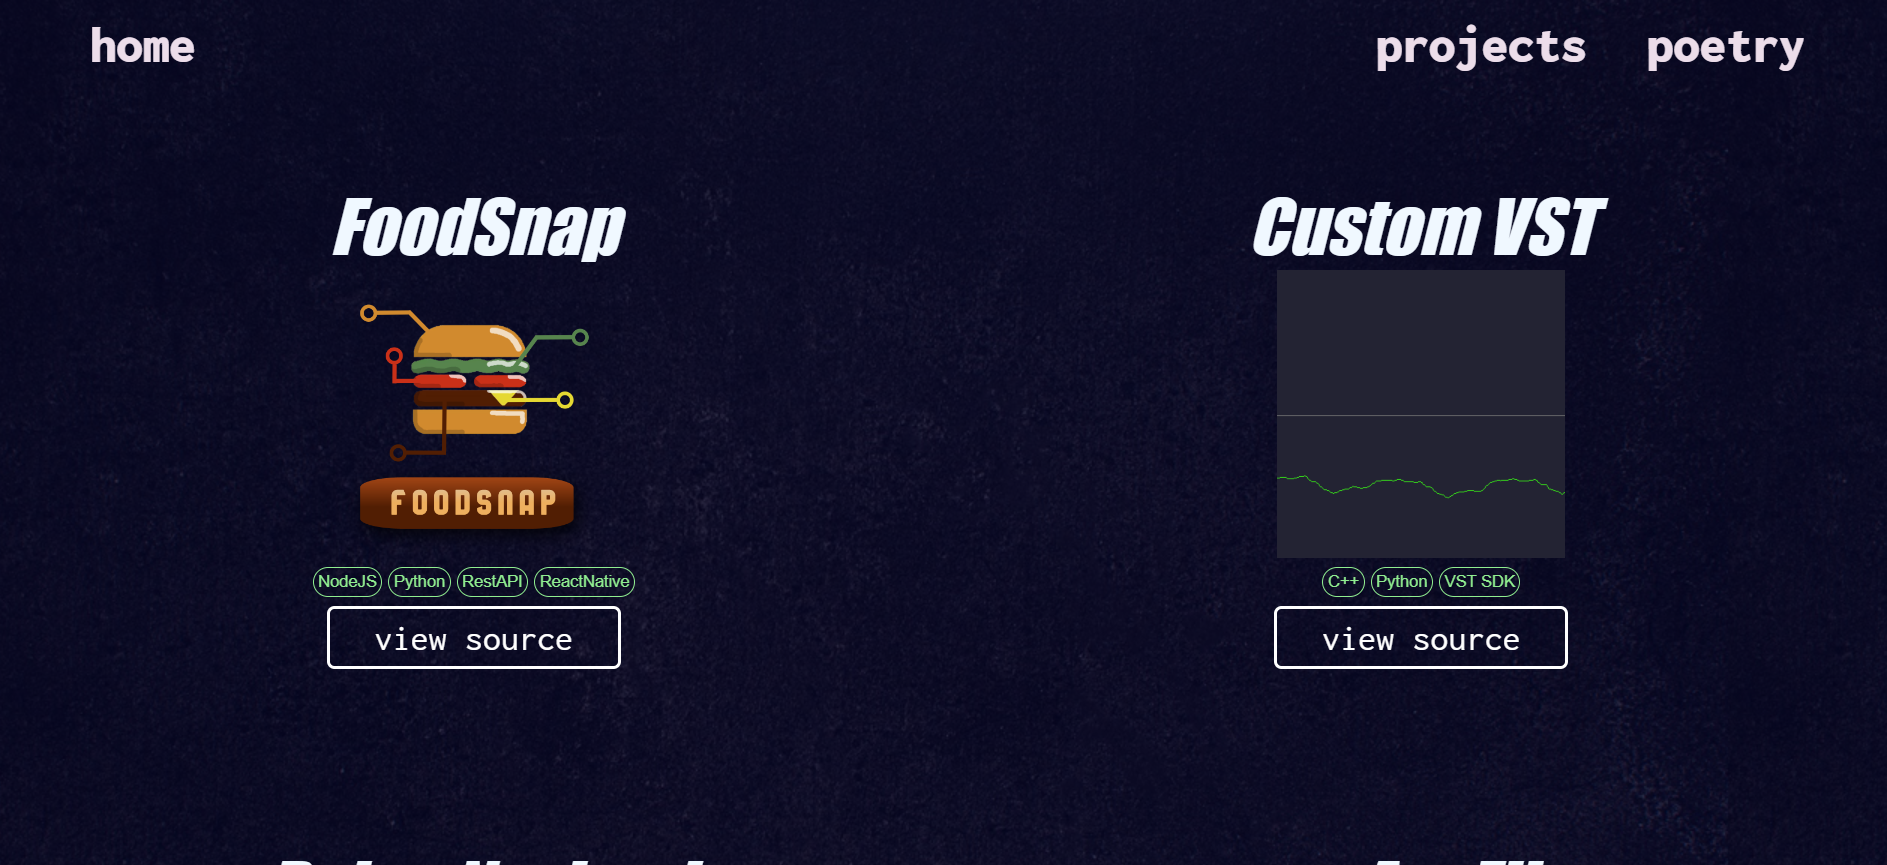 home projects poetry
FoodSnap
FOODSNAP
NodeJS Python RestAPI ReactNative
view source
Custom VST
C++ Python VST SDK
view source